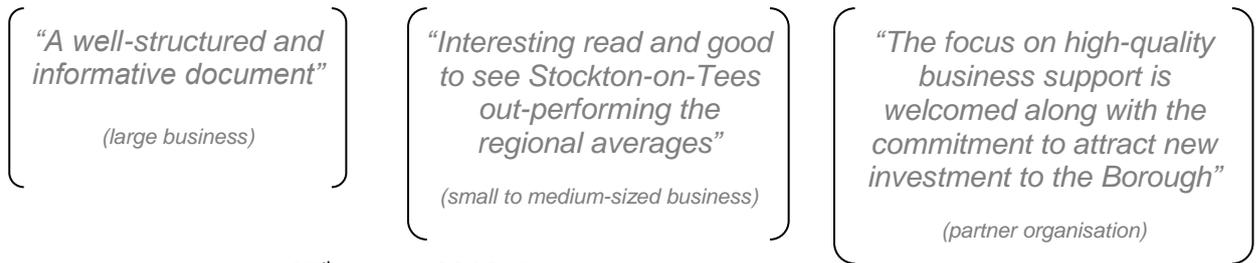 “A well-structured and
informative document”
(large business)
“Interesting read and good
to see Stockton-on-Tees
out-performing the
regional averages”
(small to medium-sized business)
“The focus on high-quality
business support is
welcomed along with the
commitment to attract new
investment to the Borough”
(partner organisation)